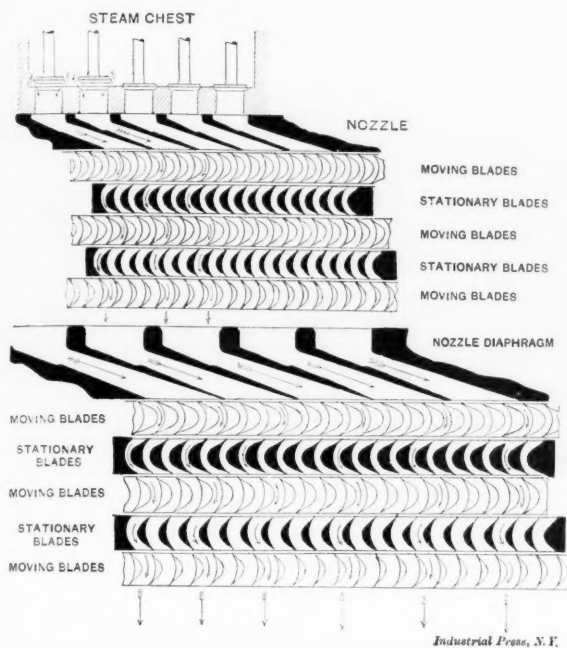 STEAM CHEST
NOZZLE
MOVING BLADES
STATIONARY BLADES
MOVING BLADES
STATIONARY BLADES
MOVING BLADES
NOZZLE DIAPHRAGM
MOVING BLADES
STATIONARY
BLADES
MOVING BLADES
STATIONARY
BLADES
MOVING BLADES
Industrial Press, N.Y.